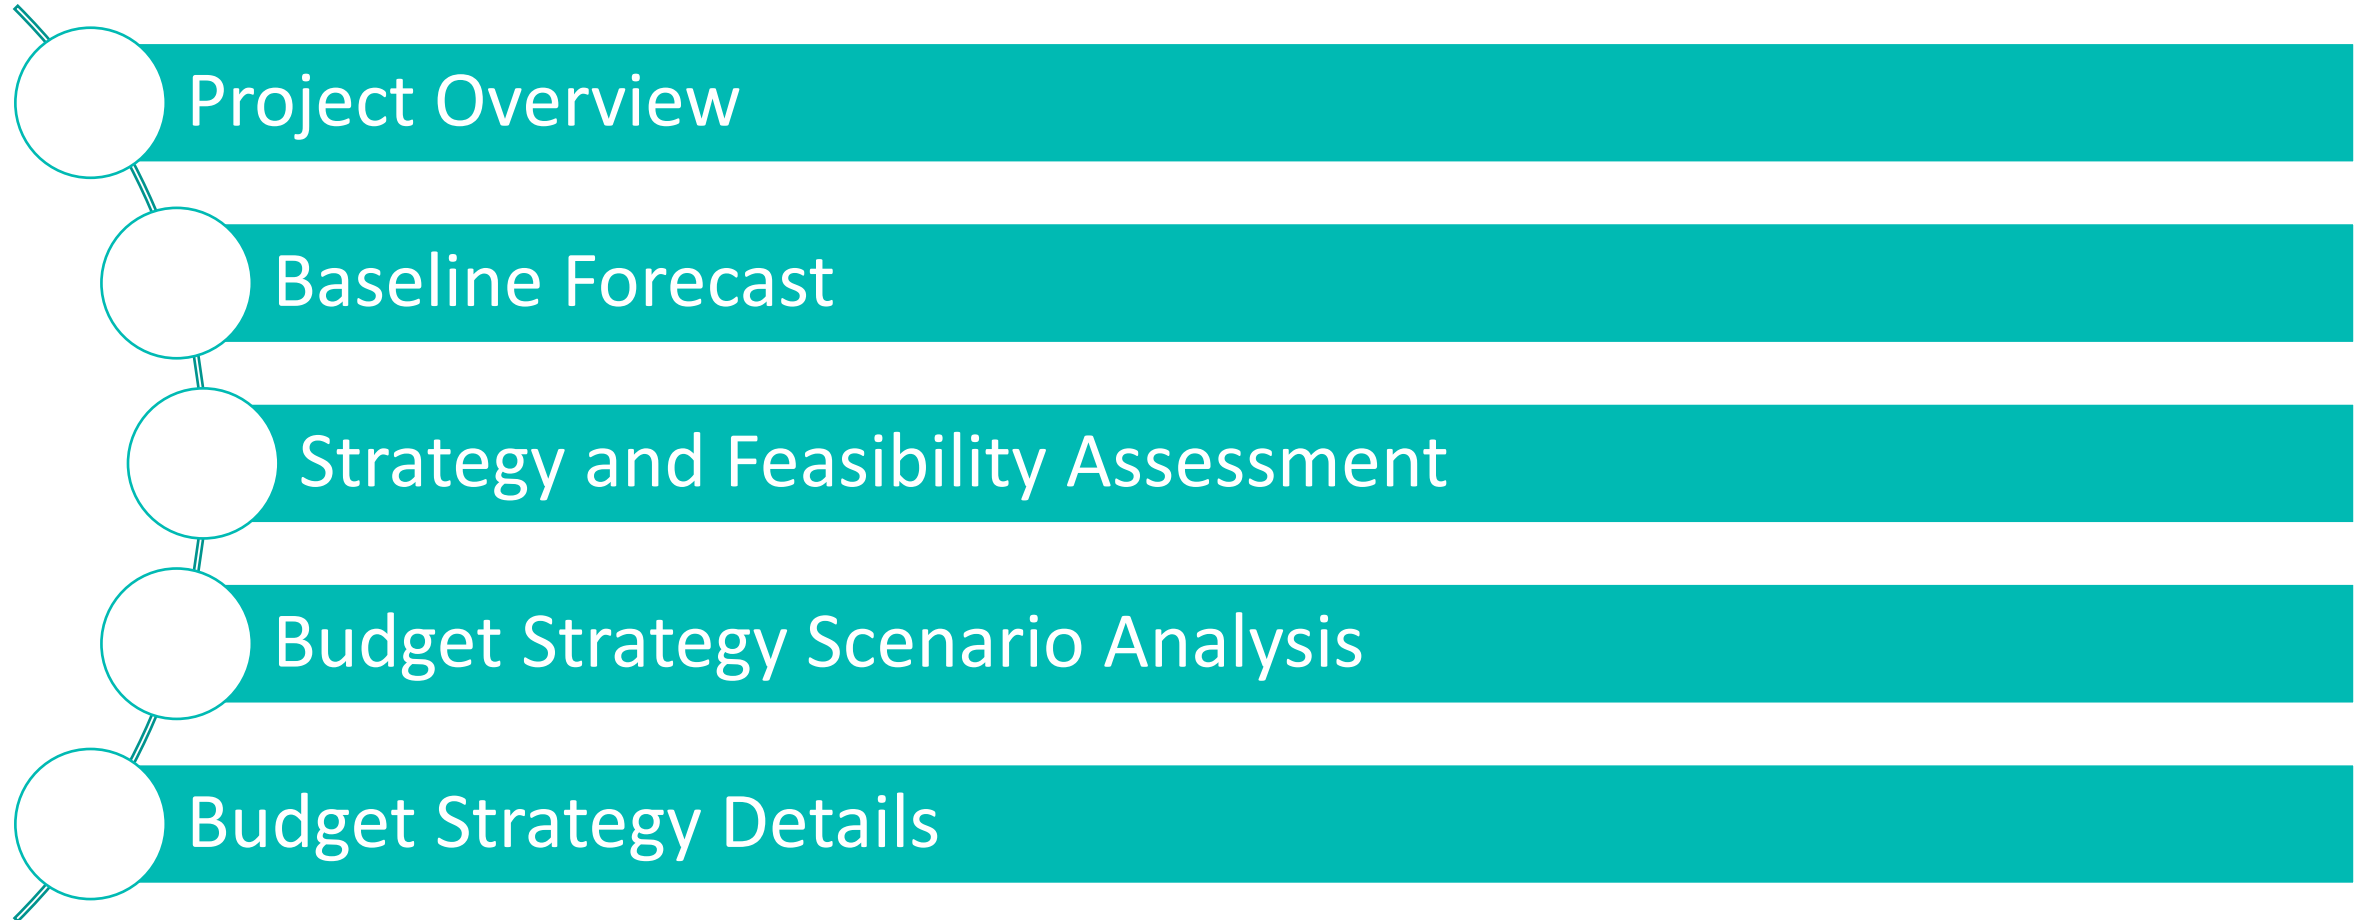 Project Overview
Baseline Forecast
Strategy and Feasibility Assessment
Budget Strategy Scenario Analysis
Budget Strategy Details